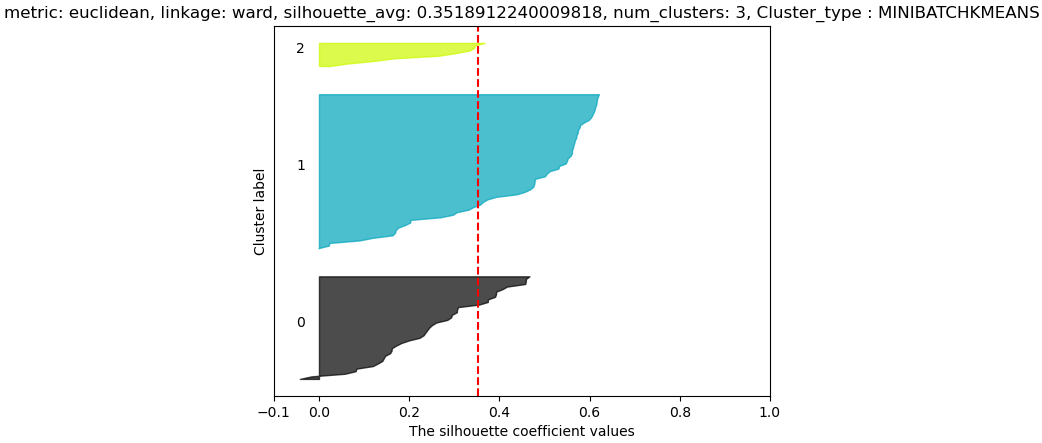 metric: euclidean, linkage: ward, silhouette_avg: 0.3518912240009818, num_clusters: 3, Cluster_type : MINIBATCHKMEANS
2
1
0
Cluster label
−0.1 0.0 0.2 0.4 0.6 0.8 1.0
The silhouette coefficient values